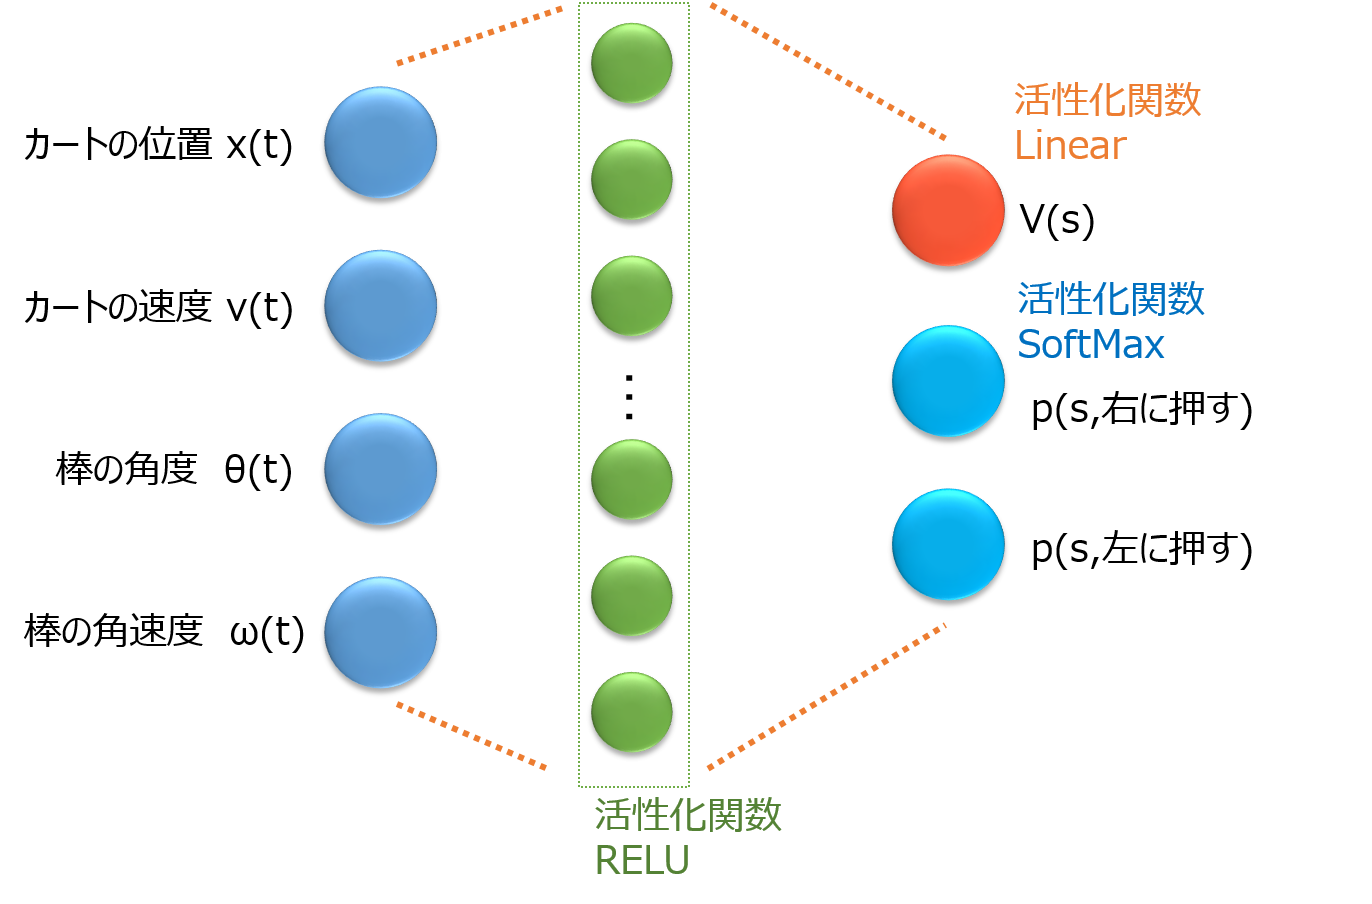 カートの位置 x(t)
カートの速度 v(t)
棒の角度 θ(t)
棒の角速度 ω(t)
活性化関数
RELU
活性化関数
Linear
V(s)
活性化関数
SoftMax
p(s,右に押す)
p(s,左に押す)